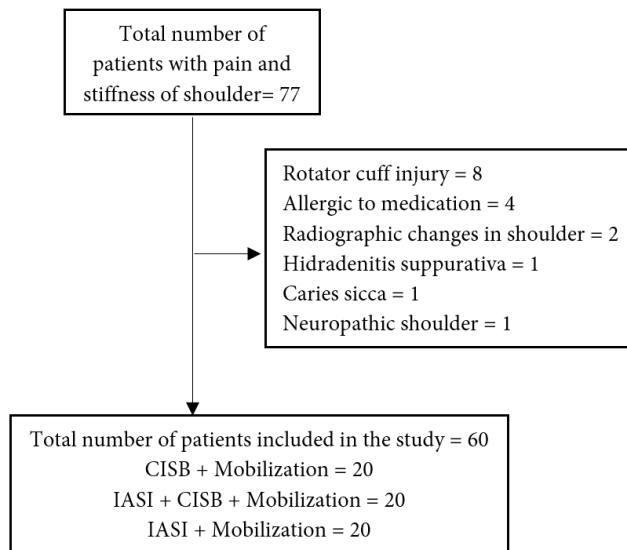 Total number of
patients with pain and
stiffness of shoulder= 77
Rotator cuff injury = 8
Allergic to medication = 4
Radiographic changes in shoulder = 2
Hidradenitis suppurativa = 1
Caries sicca = 1
Neuropathic shoulder = 1
Total number of patients included in the study = 60
CISB + Mobilization = 20
IASI + CISB + Mobilization = 20
IASI + Mobilization = 20